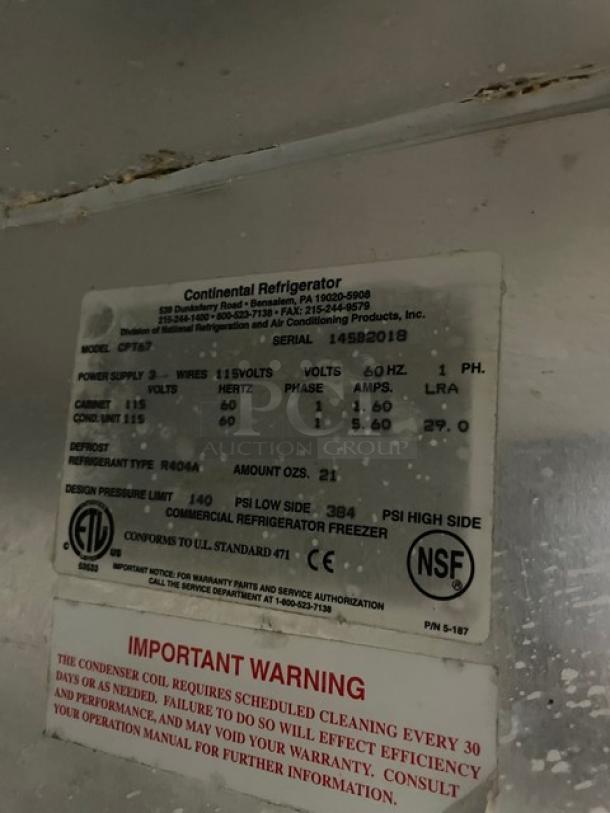 Continental Refrigerator
539 Dunksferry Road • Bensalem, PA 19020-5908
215-244-1400 • 800-523-7138 • FAX: 215-244-9579
Division of National Refrigeration and Air Conditioning Products, Inc.
MODEL CPT67 SERIAL 14582018
POWER SUPPLY 3 WIRES 115VOLTS VOLTS 60 HZ. 1 PH.
VOLTS HERTZ PHASE AMPS. LRA
CABINET 115 60 1 1.60
COND. UNIT 115 60 1 5.60 29.0
DEFROST
REFRIGERANT TYPE R404A AMOUNT OZS. 21
DESIGN PRESSURE LIMIT 140 PSI LOW SIDE 384 PSI HIGH SIDE
COMMERCIAL REFRIGERATOR FREEZER
CONFORMS TO U.L. STANDARD 471 CE
ETL
C US
NSF
®
IMPORTANT NOTICE: FOR WARRANTY PARTS AND SERVICE AUTHORIZATION
CALL THE SERVICE DEPARTMENT AT 1-800-523-7138
P/N 5-187
IMPORTANT WARNING
THE CONDENSER COIL REQUIRES SCHEDULED CLEANING EVERY 30
DAYS OR AS NEEDED. FAILURE TO DO SO WILL EFFECT EFFICIENCY
AND PERFORMANCE, AND MAY VOID YOUR WARRANTY. CONSULT
YOUR OPERATION MANUAL FOR FURTHER INFORMATION.
PCI
AUCTION GROUP